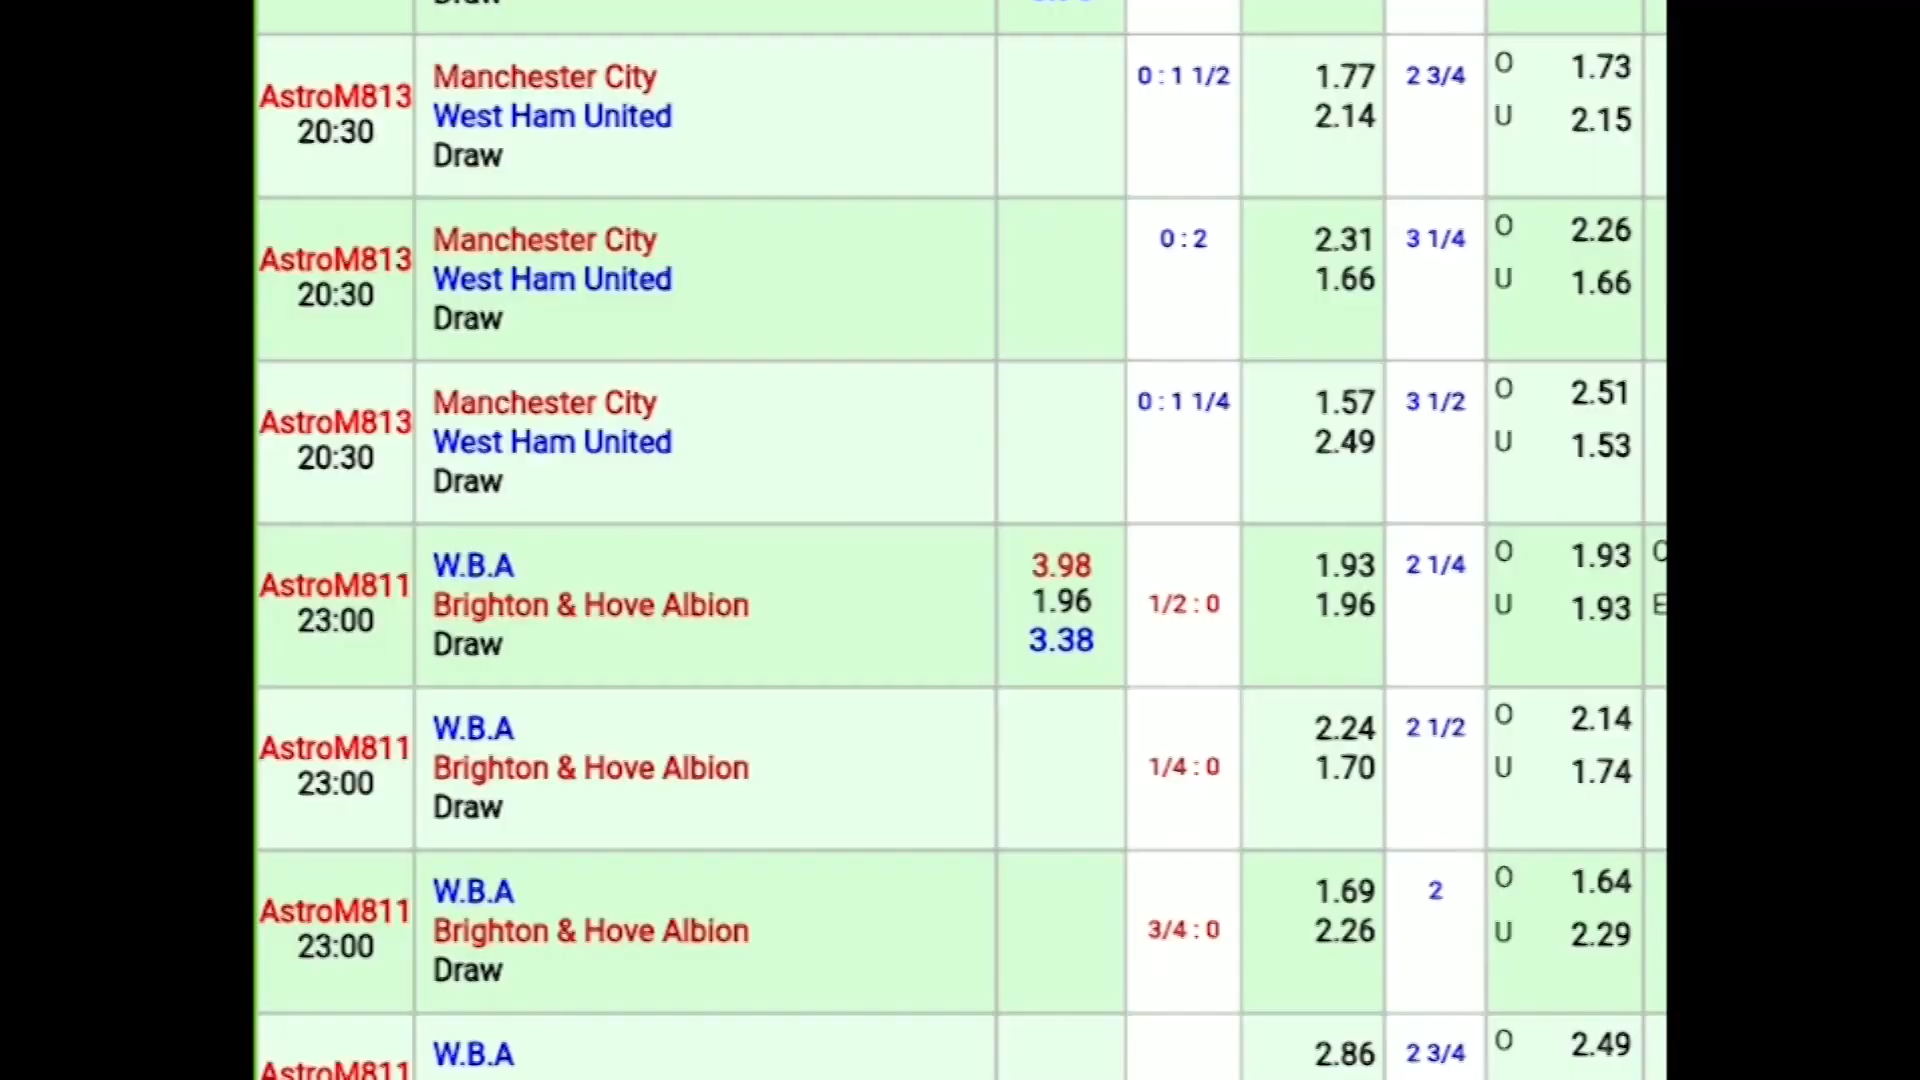 AstroM813
20:30
Manchester City
West Ham United
Draw
0 : 1 1/2
1.77
2.14
2 3/4
O 1.73
U 2.15
AstroM813
20:30
Manchester City
West Ham United
Draw
0 : 2
2.31
1.66
3 1/4
O 2.26
U 1.66
AstroM813
20:30
Manchester City
West Ham United
Draw
0 : 1 1/4
1.57
2.49
3 1/2
O 2.51
U 1.53
AstroM811
23:00
W.B.A
Brighton & Hove Albion
Draw
3.98
1.96
3.38
1/2 : 0
1.93
1.96
2 1/4
O 1.93
U 1.93
E
AstroM811
23:00
W.B.A
Brighton & Hove Albion
Draw
1/4 : 0
2.24
1.70
2 1/2
O 2.14
U 1.74
AstroM811
23:00
W.B.A
Brighton & Hove Albion
Draw
3/4 : 0
1.69
2.26
2
O 1.64
U 2.29
AstroM811
W.B.A
2.86
2 3/4
O 2.49